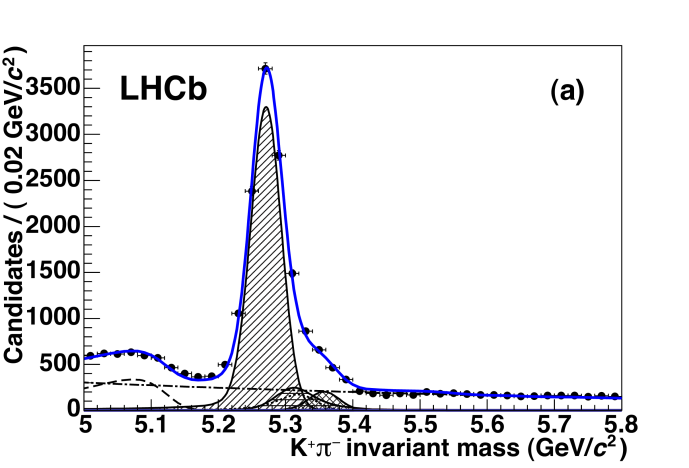 LHCb
(a)
Candidates / ( 0.02 GeV/c²)
3500
3000
2500
2000
1500
1000
500
0
5 5.1 5.2 5.3 5.4 5.5 5.6 5.7 5.8
K⁺π⁻ invariant mass (GeV/c²)